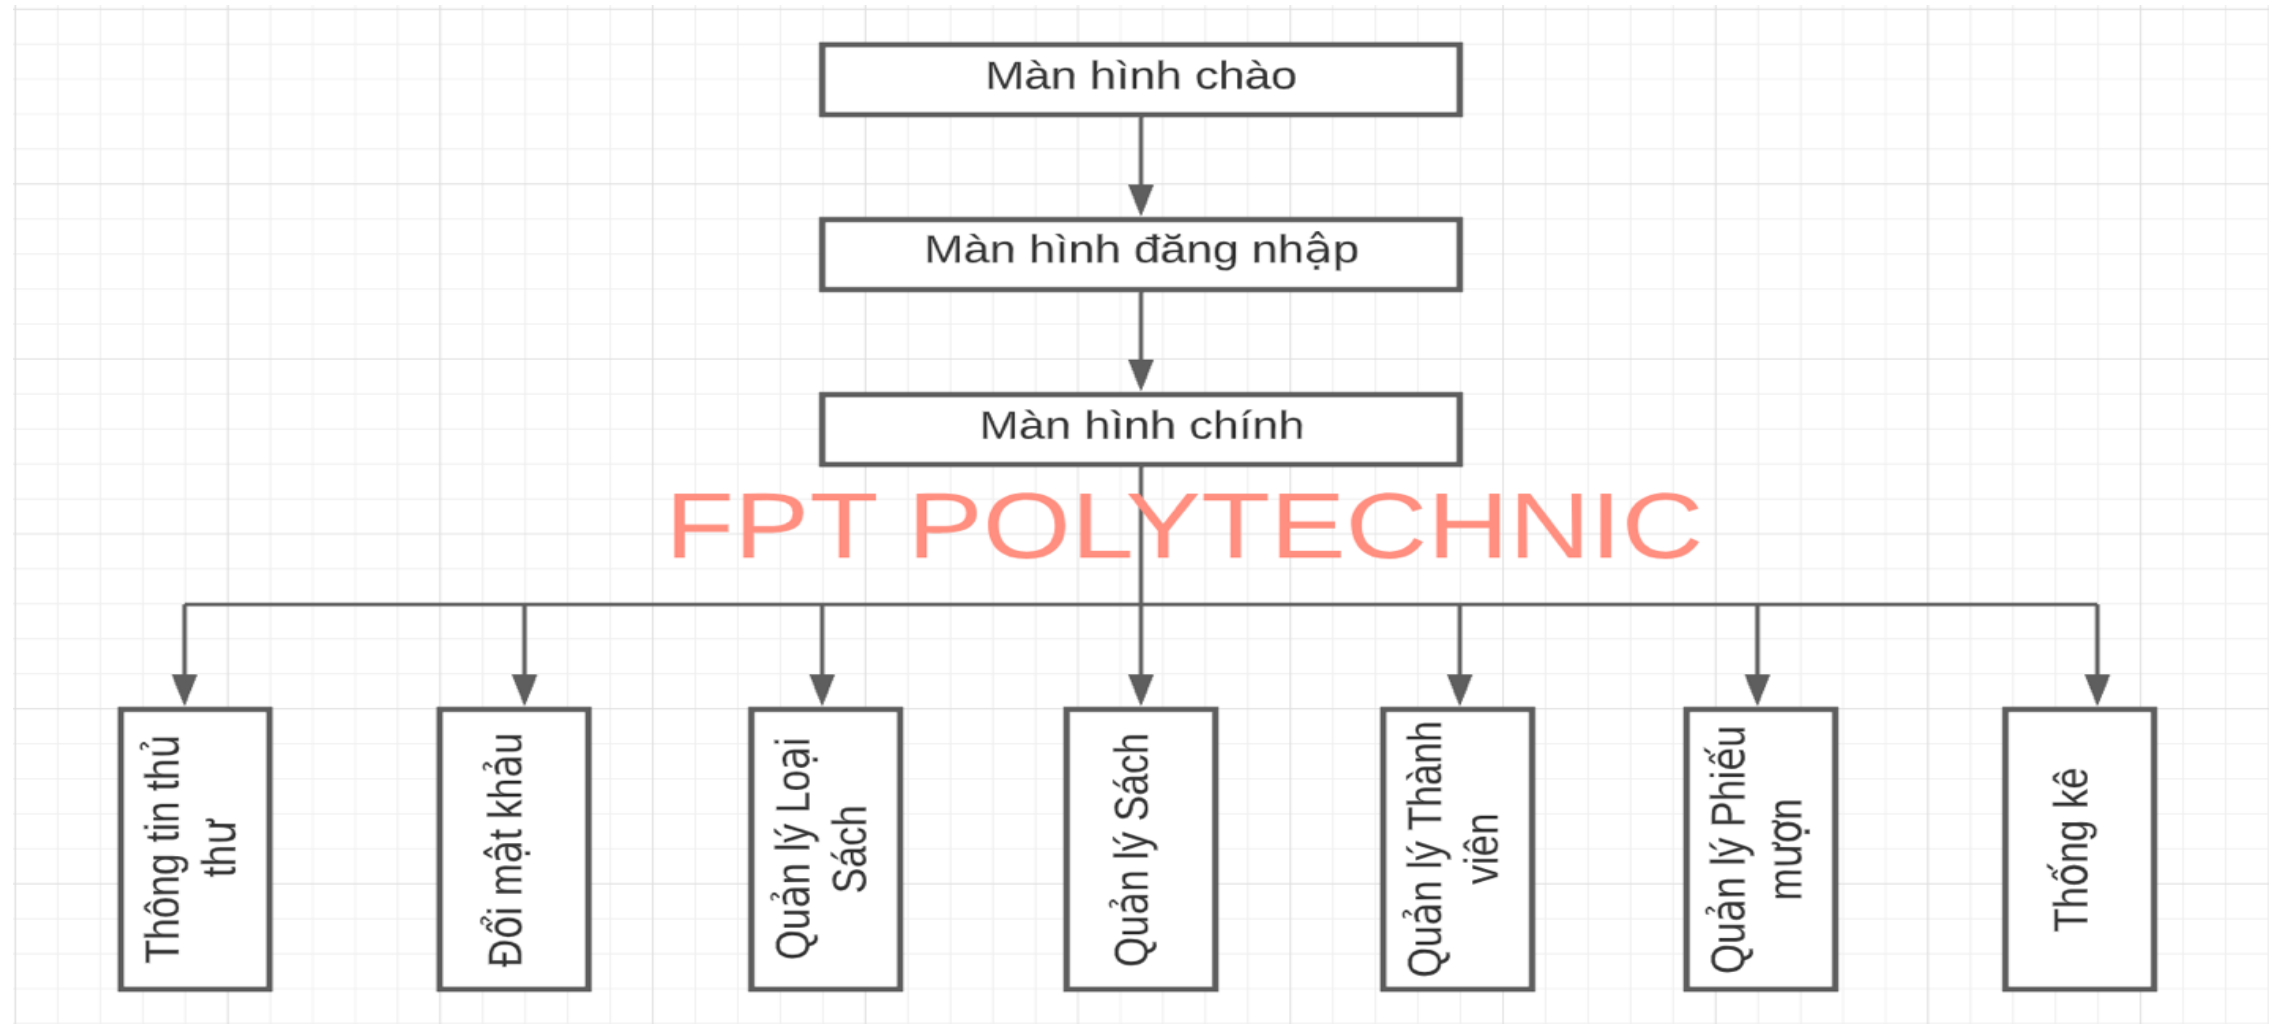 Màn hình chào
Màn hình đăng nhập
Màn hình chính
FPT POLYTECHNIC
Thông tin thủ
thư
Đổi mật khảu
Quản lý Loại
Sách
Quản lý Sách
Quản lý Thành
viên
Quản lý Phiếu
mượn
Thống kê